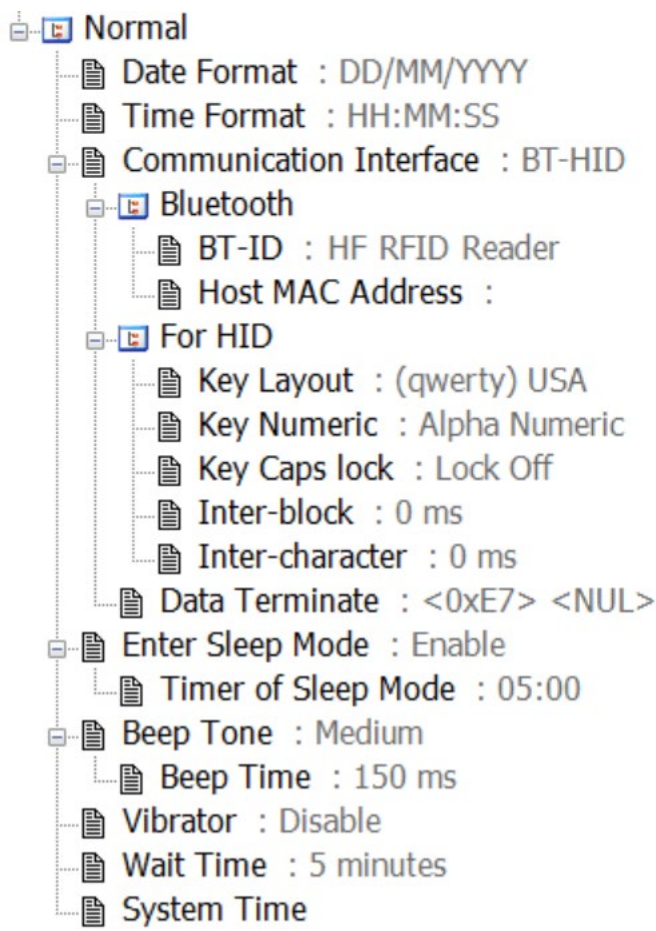 Normal
Date Format : DD/MM/YYYY
Time Format : HH:MM:SS
Communication Interface : BT-HID
Bluetooth
BT-ID : HF RFID Reader
Host MAC Address :
For HID
Key Layout : (qwerty) USA
Key Numeric : Alpha Numeric
Key Caps lock : Lock Off
Inter-block : 0 ms
Inter-character : 0 ms
Data Terminate : <0xE7> <NUL>
Enter Sleep Mode : Enable
Timer of Sleep Mode : 05:00
Beep Tone : Medium
Beep Time : 150 ms
Vibrator : Disable
Wait Time : 5 minutes
System Time